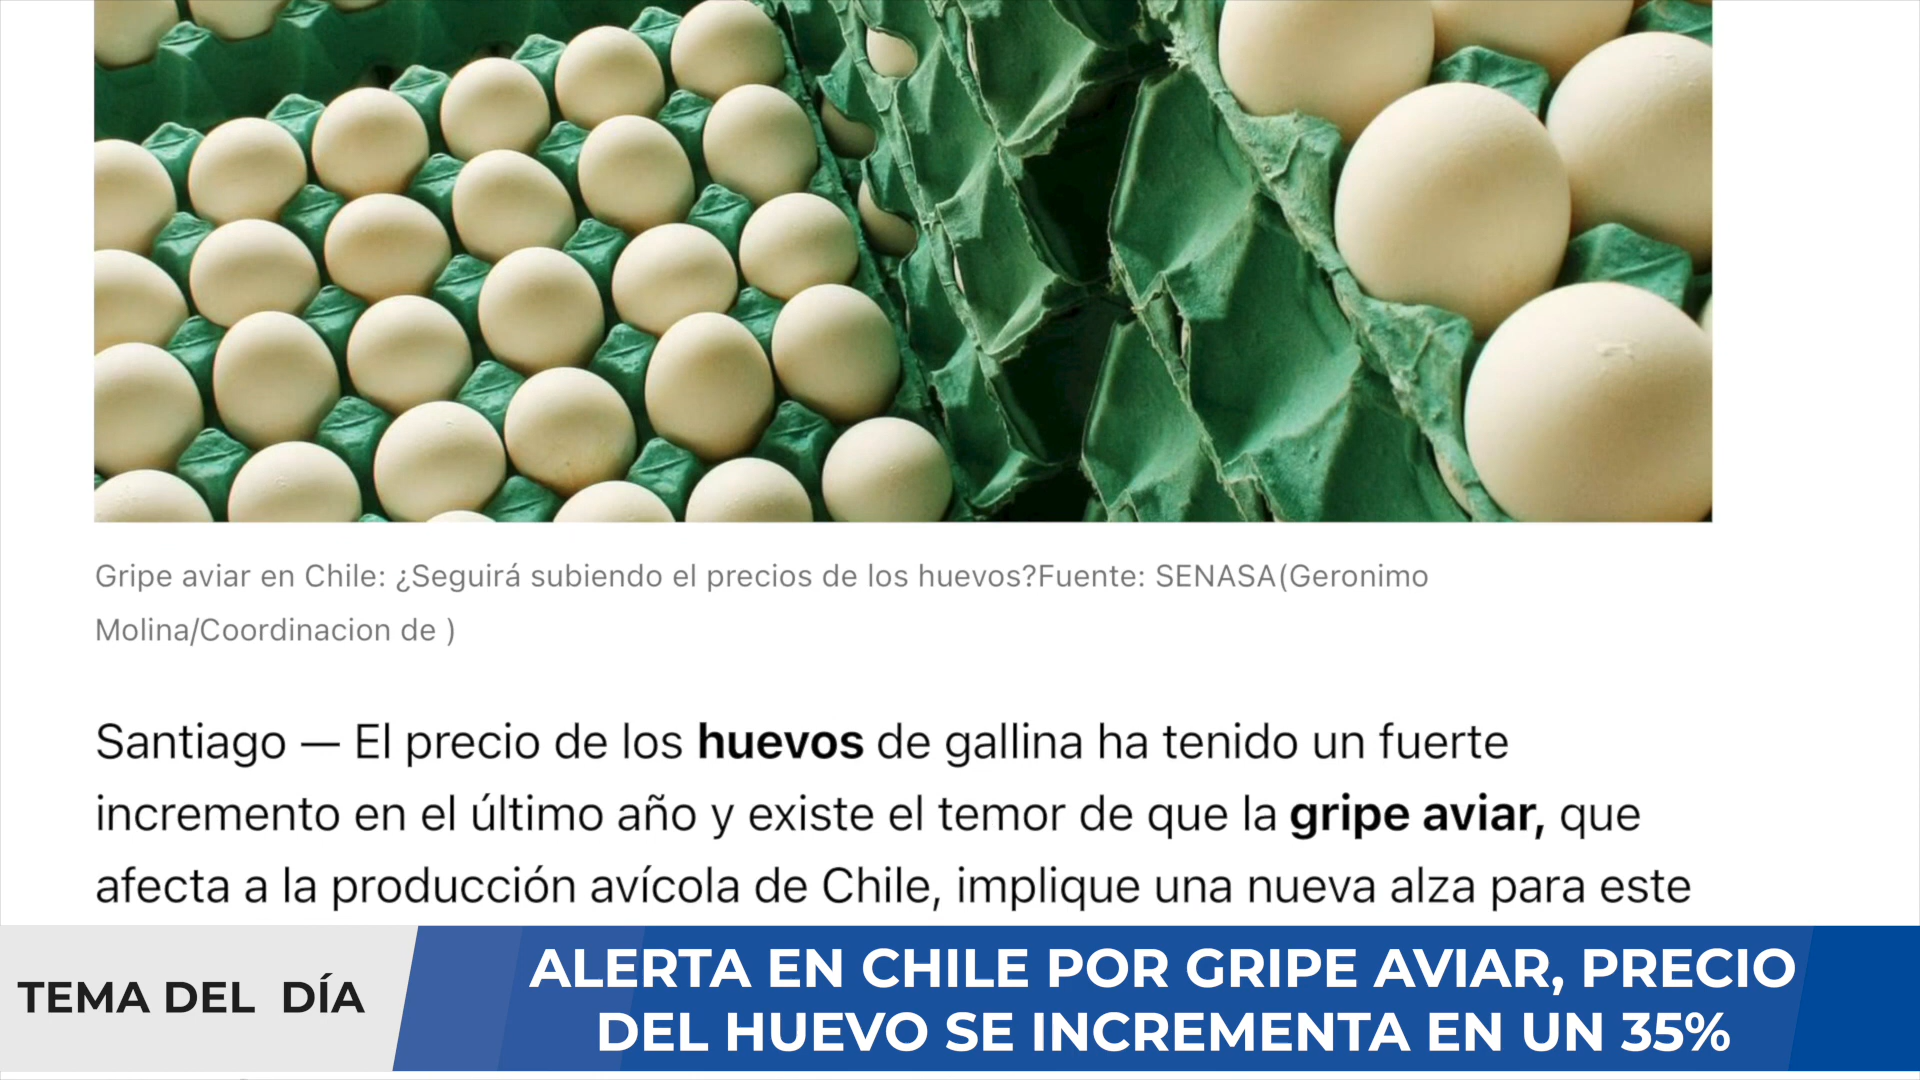 Gripe aviar en Chile: ¿Seguirá subiendo el precios de los huevos?Fuente: SENASA(Geronimo
Molina/Coordinacion de )
Santiago — El precio de los huevos de gallina ha tenido un fuerte
incremento en el último año y existe el temor de que la gripe aviar, que
afecta a la producción avícola de Chile, implique una nueva alza para este
TEMA DEL DÍA
ALERTA EN CHILE POR GRIPE AVIAR, PRECIO
DEL HUEVO SE INCREMENTA EN UN 35%